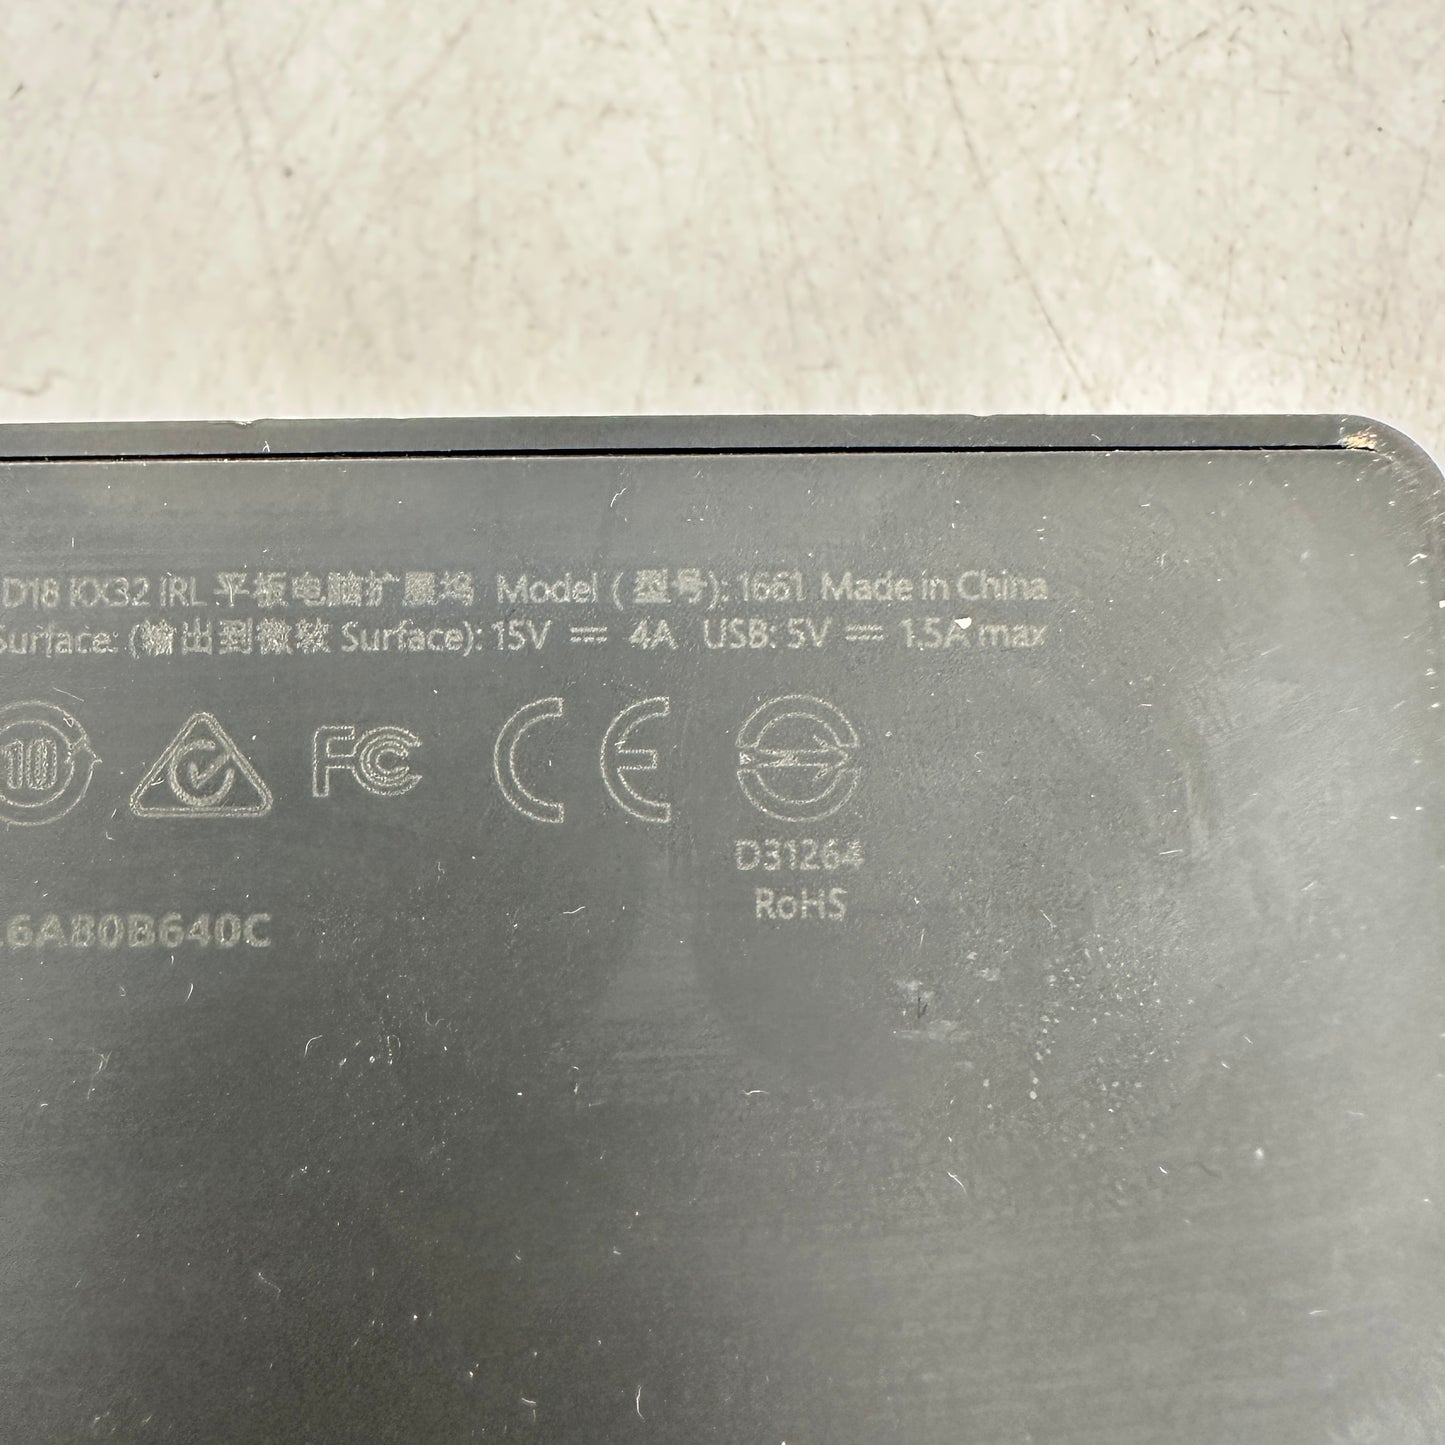 D18 KX32 IRL 平板电脑扩展坞 Model (型号): 1661 Made in China
Surface: (输出到微软 Surface): 15V ⎓ 4A USB: 5V ⎓ 1.5A max
10 FC CE
D31264
RoHS
6A80B640C